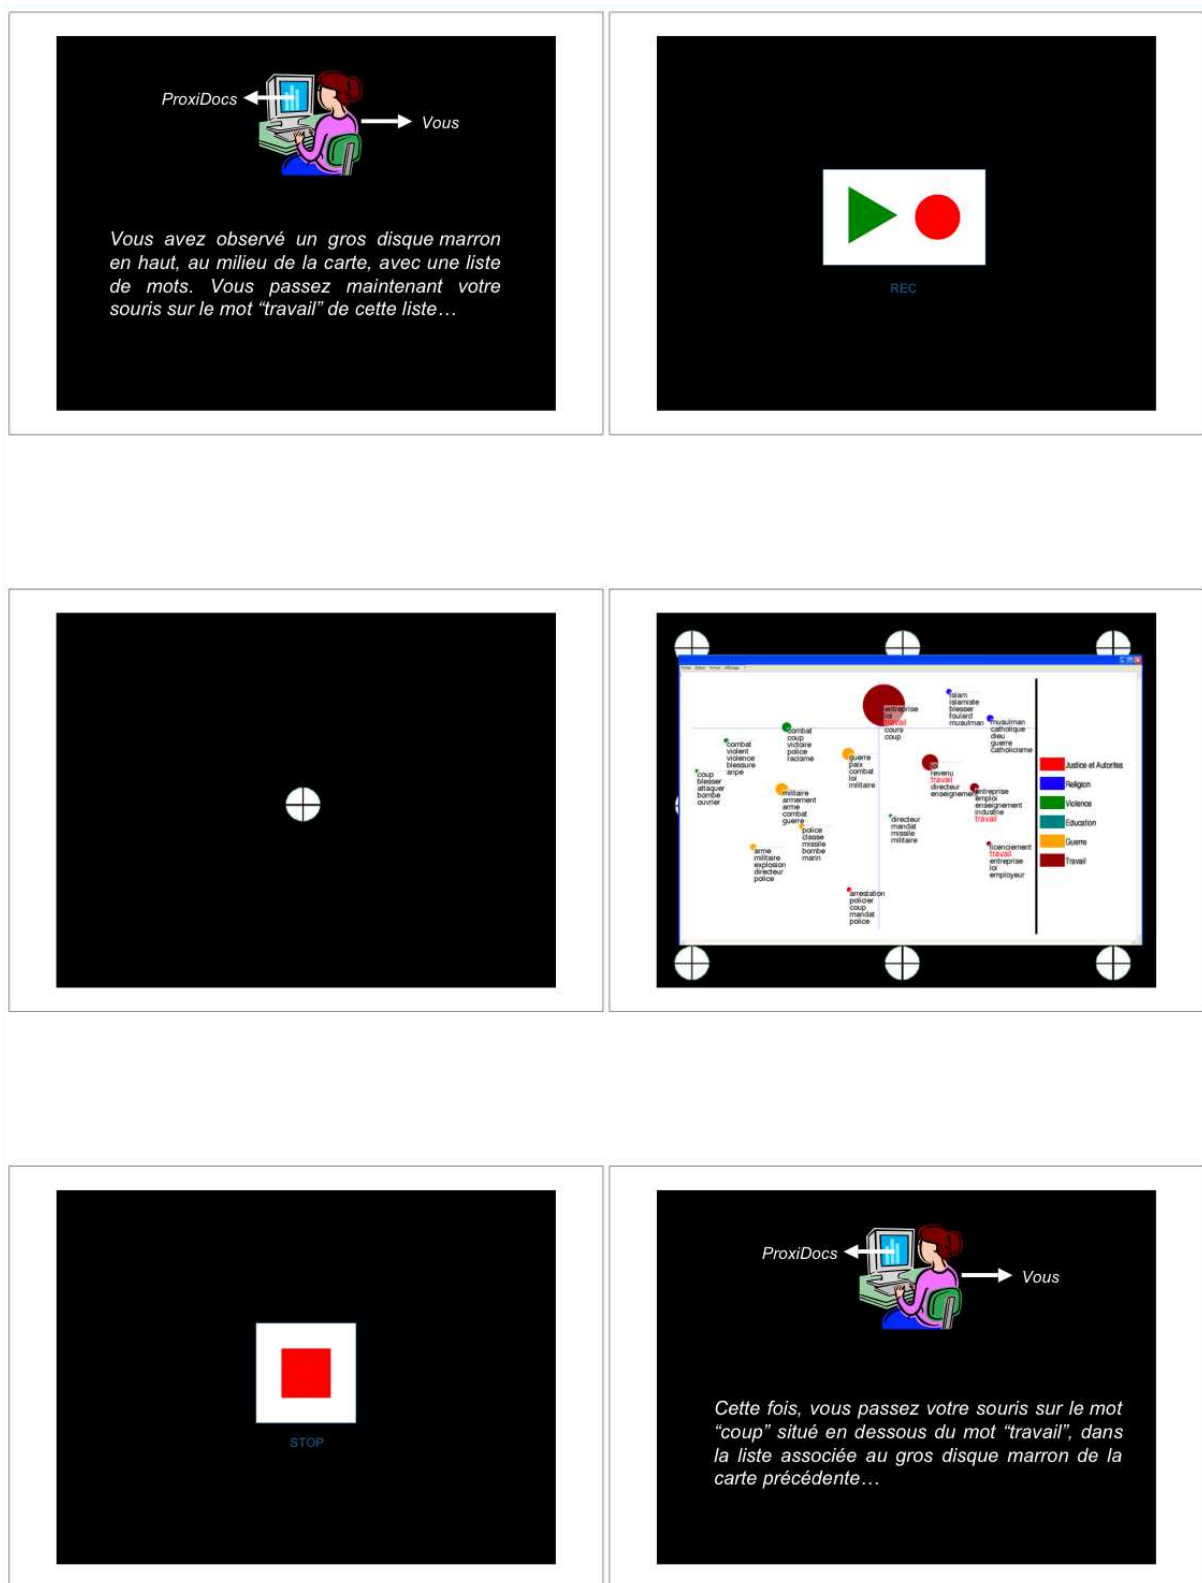 ProxiDocs
Vous
Vous avez observé un gros disque marron
en haut, au milieu de la carte, avec une liste
de mots. Vous passez maintenant votre
souris sur le mot “travail” de cette liste…
REC
entreprise
loi
travail
cours
coup
islam
islamiste
blesser
foulard
musulman
musulman
catholique
dieu
guerre
catholicisme
combat
coup
victoire
police
racisme
combat
violent
violence
blessure
anpe
coup
blesser
attaquer
bombe
ouvrier
guerre
paix
combat
loi
militaire
loi
revenu
travail
directeur
enseignement
militaire
armement
arme
combat
guerre
entreprise
emploi
enseignement
industrie
travail
police
classe
missile
bombe
marin
directeur
mandat
missile
militaire
arme
militaire
explosion
directeur
police
licenciement
travail
entreprise
loi
employeur
arrestation
policier
coup
mandat
police
Justice et Autorites
Religion
Violence
Education
Guerre
Travail
STOP
ProxiDocs
Vous
Cette fois, vous passez votre souris sur le mot
“coup” situé en dessous du mot “travail”, dans
la liste associée au gros disque marron de la
carte précédente…